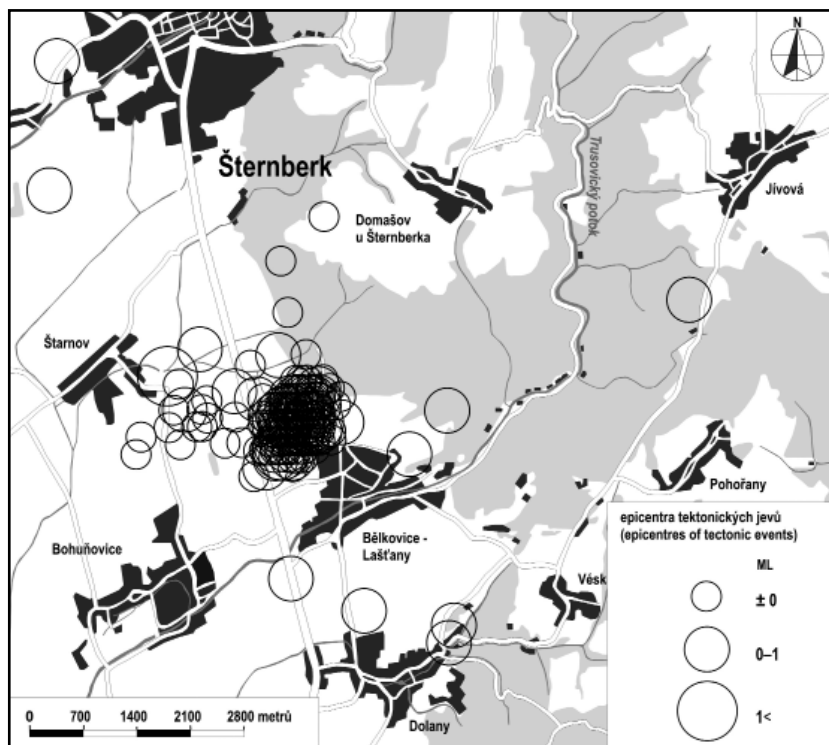 N
Šternberk
Trusovický potok
Jívová
Domašov
u Šternberka
Štarnov
Pohořany
Bohuňovice
Bělkovice -
Lašťany
Vésk
Dolany
epicentra tektonických jevů
(epicentres of tectonic events)
ML
± 0
0–1
1<
0 700 1400 2100 2800 metrů